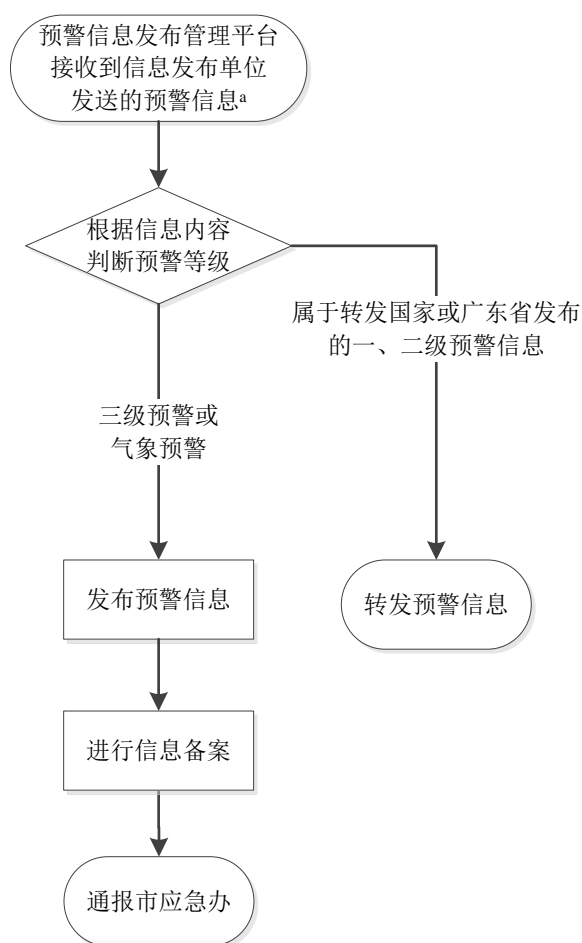 预警信息发布管理平台
接收到信息发布单位
发送的预警信息ᵃ
根据信息内容
判断预警等级
属于转发国家或广东省发布
的一、二级预警信息
三级预警或
气象预警
发布预警信息
转发预警信息
进行信息备案
通报市应急办